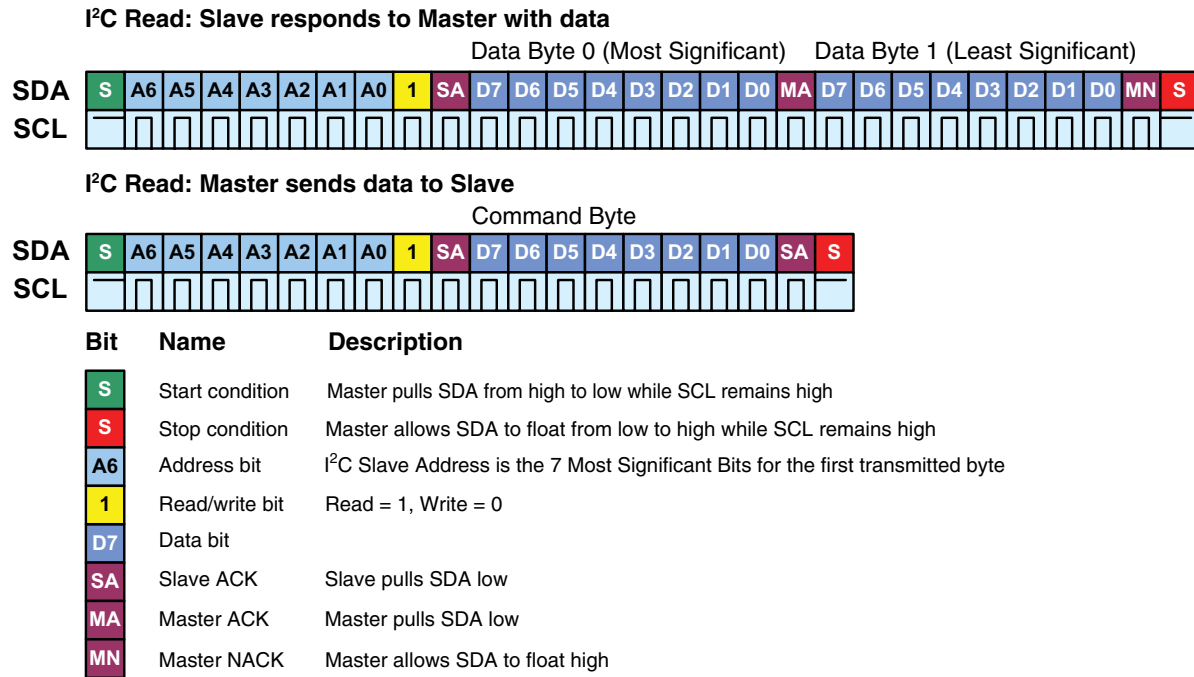 I²C Read: Slave responds to Master with data
Data Byte 0 (Most Significant) Data Byte 1 (Least Significant)
SDA S A6 A5 A4 A3 A2 A1 A0 1 SA D7 D6 D5 D4 D3 D2 D1 D0 MA D7 D6 D5 D4 D3 D2 D1 D0 MN S
SCL
I²C Read: Master sends data to Slave
Command Byte
SDA S A6 A5 A4 A3 A2 A1 A0 1 SA D7 D6 D5 D4 D3 D2 D1 D0 SA S
SCL
Bit Name Description
S Start condition Master pulls SDA from high to low while SCL remains high
S Stop condition Master allows SDA to float from low to high while SCL remains high
A6 Address bit I²C Slave Address is the 7 Most Significant Bits for the first transmitted byte
1 Read/write bit Read = 1, Write = 0
D7 Data bit
SA Slave ACK Slave pulls SDA low
MA Master ACK Master pulls SDA low
MN Master NACK Master allows SDA to float high